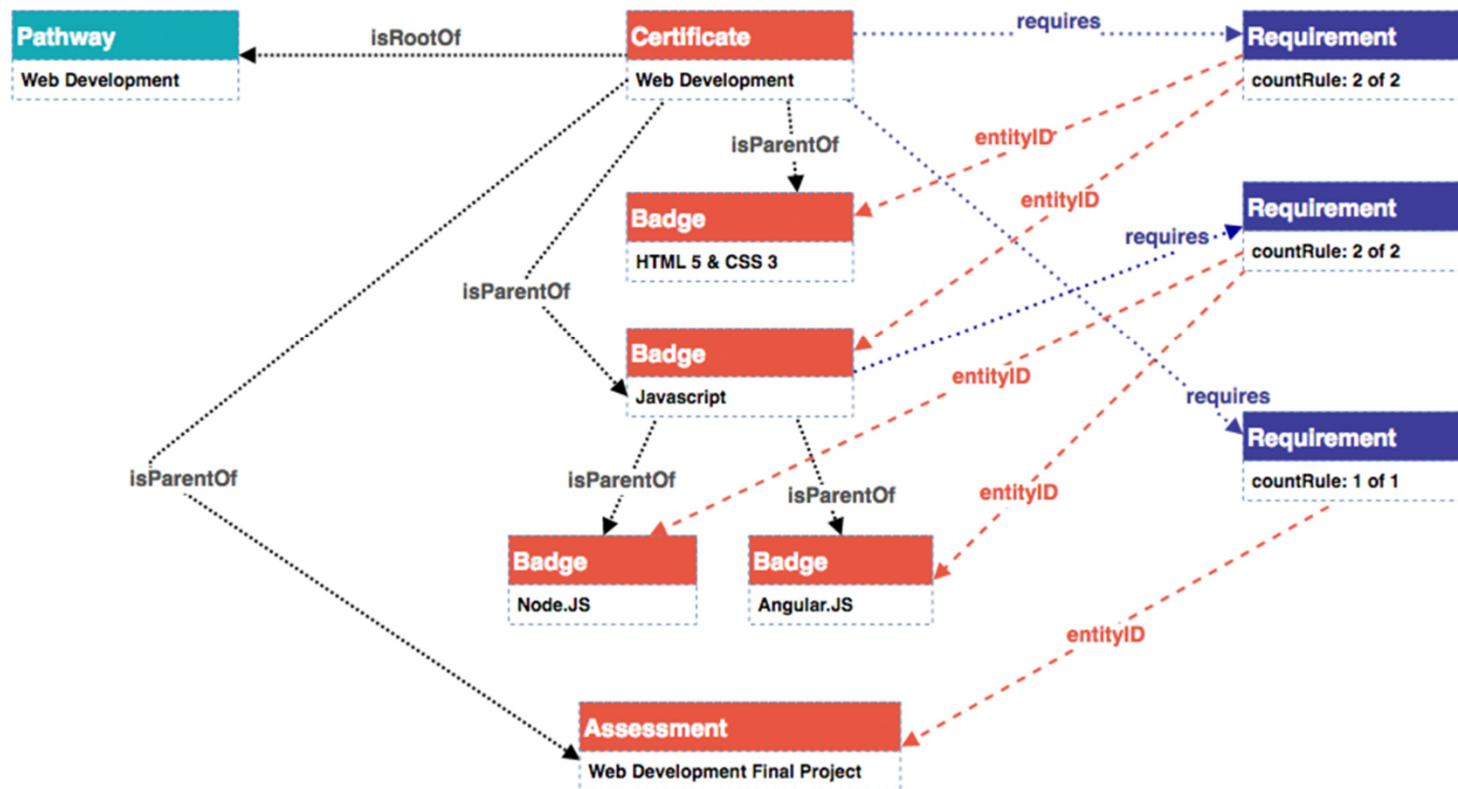 Pathway
Web Development
isRootOf
Certificate
Web Development
requires
Requirement
countRule: 2 of 2
isParentOf
entityID
Badge
HTML 5 & CSS 3
entityID
requires
Requirement
countRule: 2 of 2
isParentOf
Badge
Javascript
entityID
requires
Requirement
countRule: 1 of 1
isParentOf
isParentOf
isParentOf
entityID
Badge
Node.JS
Badge
Angular.JS
entityID
Assessment
Web Development Final Project